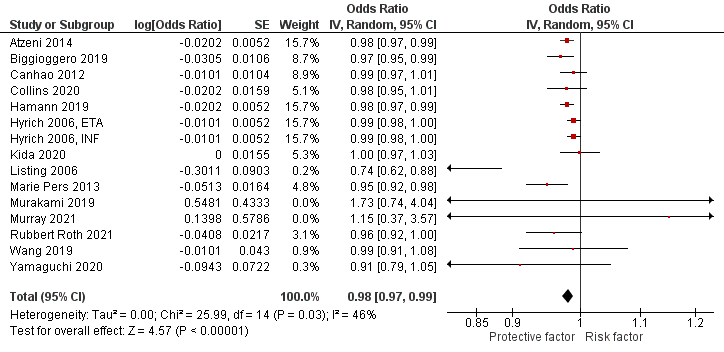 Odds Ratio Odds Ratio
Study or Subgroup log[Odds Ratio] SE Weight IV, Random, 95% CI IV, Random, 95% CI
Atzeni 2014 -0.0202 0.0052 15.7% 0.98 [0.97, 0.99]
Biggioggero 2019 -0.0305 0.0106 8.7% 0.97 [0.95, 0.99]
Canhao 2012 -0.0101 0.0104 8.9% 0.99 [0.97, 1.01]
Collins 2020 -0.0202 0.0159 5.1% 0.98 [0.95, 1.01]
Hamann 2019 -0.0202 0.0052 15.7% 0.98 [0.97, 0.99]
Hyrich 2006, ETA -0.0101 0.0052 15.7% 0.99 [0.98, 1.00]
Hyrich 2006, INF -0.0101 0.0052 15.7% 0.99 [0.98, 1.00]
Kida 2020 0 0.0155 5.3% 1.00 [0.97, 1.03]
Listing 2006 -0.3011 0.0903 0.2% 0.74 [0.62, 0.88]
Marie Pers 2013 -0.0513 0.0164 4.8% 0.95 [0.92, 0.98]
Murakami 2019 0.5481 0.4333 0.0% 1.73 [0.74, 4.04]
Murray 2021 0.1398 0.5786 0.0% 1.15 [0.37, 3.57]
Rubbert Roth 2021 -0.0408 0.0217 3.1% 0.96 [0.92, 1.00]
Wang 2019 -0.0101 0.043 0.9% 0.99 [0.91, 1.08]
Yamaguchi 2020 -0.0943 0.0722 0.3% 0.91 [0.79, 1.05]
Total (95% CI) 100.0% 0.98 [0.97, 0.99]
Heterogeneity: Tau² = 0.00; Chi² = 25.99, df = 14 (P = 0.03); I² = 46%
Test for overall effect: Z = 4.57 (P < 0.00001)
0.85 0.9 1 1.1 1.2
Protective factor Risk factor